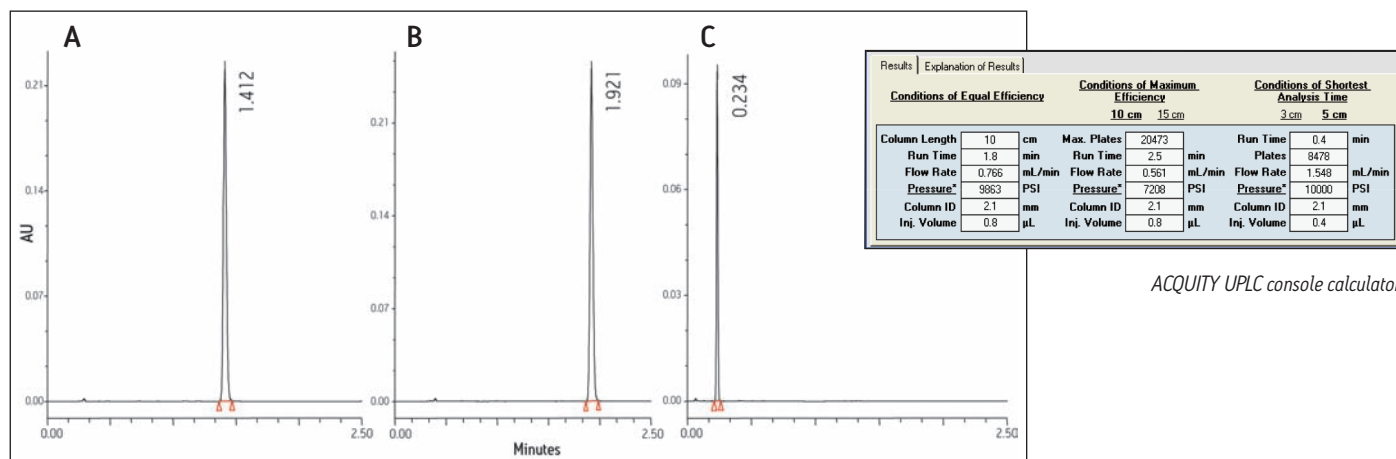 A
B
C
0.21
0.14
0.07
0.00
AU
1.412
0.00
2.50
0.21
0.14
0.07
0.00
1.921
0.00
2.50
0.09
0.06
0.03
0.00
0.234
0.00
2.50
Minutes
Results Explanation of Results
Conditions of Equal Efficiency
Conditions of Maximum
Efficiency
10 cm 15 cm
Conditions of Shortest
Analysis Time
3 cm 5 cm
Column Length 10 cm Max. Plates 20473 Run Time 0.4 min
Run Time 1.8 min Run Time 2.5 min Plates 8478
Flow Rate 0.766 mL/min Flow Rate 0.561 mL/min Flow Rate 1.548 mL/min
Pressure* 9863 PSI Pressure* 7208 PSI Pressure* 10000 PSI
Column ID 2.1 mm Column ID 2.1 mm Column ID 2.1 mm
Inj. Volume 0.8 µL Inj. Volume 0.8 µL Inj. Volume 0.4 µL
ACQUITY UPLC console calculator